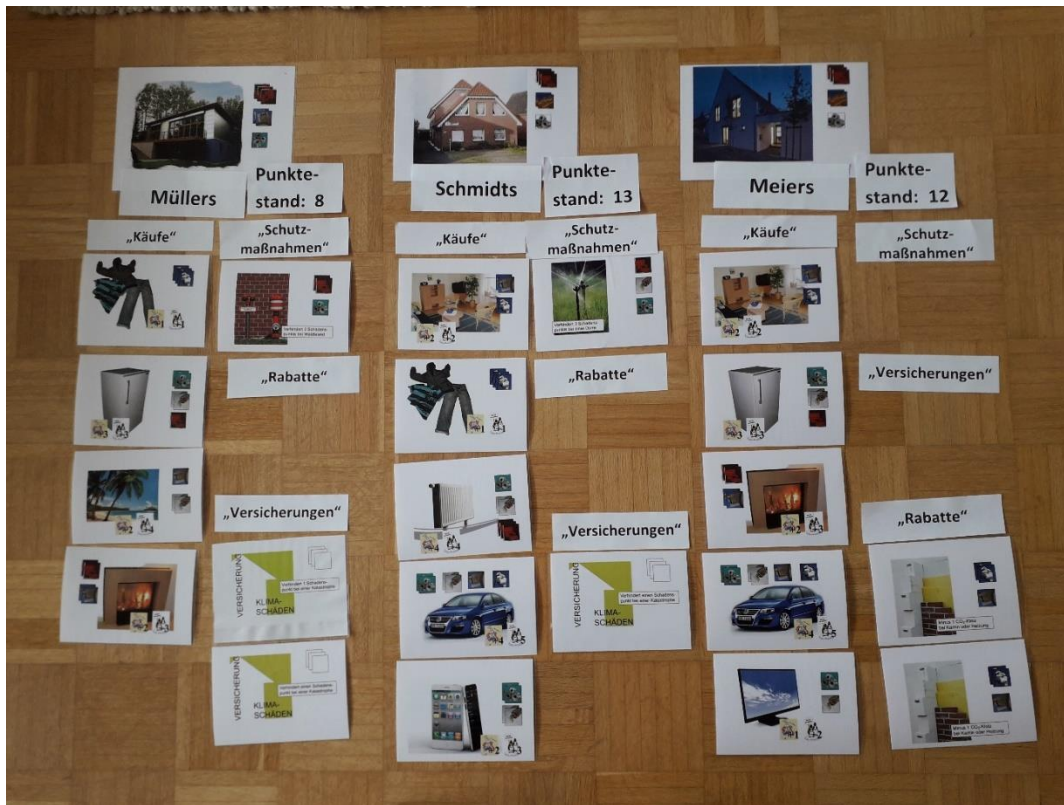 Müllers
Punkte-
stand: 8
Schmidts
Punkte-
stand: 13
Meiers
Punkte-
stand: 12
„Käufe“
„Schutz-
maßnahmen“
„Käufe“
„Schutz-
maßnahmen“
„Käufe“
„Schutz-
maßnahmen“
„Rabatte“
„Rabatte“
„Versicherungen“
„Versicherungen“
VERSICHERUNG
KLIMA-
SCHÄDEN
VERSICHERUNG
KLIMA-
SCHÄDEN
„Versicherungen“
VERSICHERUNG
KLIMA-
SCHÄDEN
„Rabatte“